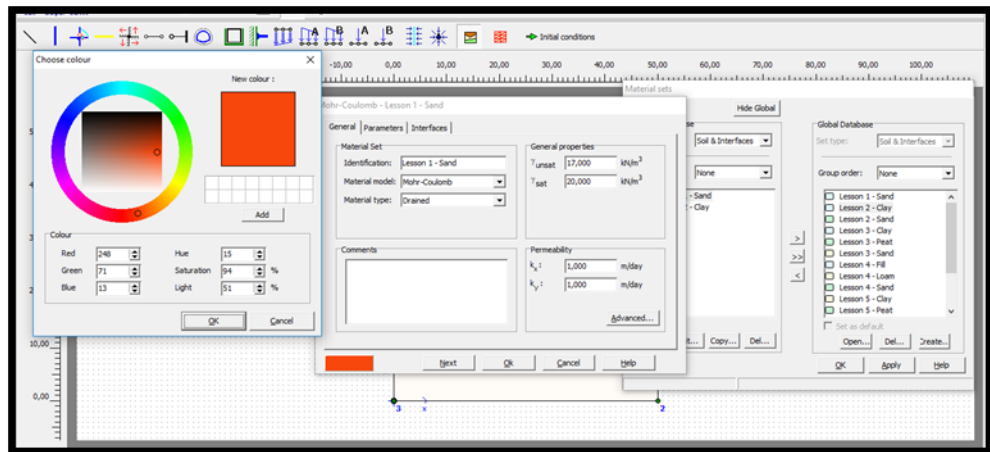 A B A B Initial conditions
-10,00 0,00 10,00 20,00 30,00 40,00 50,00 60,00 70,00 80,00 90,00 100,00
Choose colour
New colour :
Add
Colour
Red 248 Hue 15
Green 71 Saturation 94 %
Blue 13 Light 51 %
OK Cancel
Mohr-Coulomb - Lesson 1 - Sand
General Parameters Interfaces
Material Set
Identification: Lesson 1 - Sand
Material model: Mohr-Coulomb
Material type: Drained
General properties
γunsat 17,000 kN/m³
γsat 20,000 kN/m³
Comments
Permeability
kx : 1,000 m/day
ky : 1,000 m/day
Advanced...
Next Ok Cancel Help
Material sets
Hide Global
Soil & Interfaces
None
- Sand
- Clay
>
>>
<
Copy... Del...
Global Database
Set type: Soil & Interfaces
Group order: None
Lesson 1 - Sand
Lesson 2 - Clay
Lesson 2 - Sand
Lesson 3 - Clay
Lesson 3 - Peat
Lesson 3 - Sand
Lesson 4 - Fill
Lesson 4 - Loam
Lesson 4 - Sand
Lesson 5 - Clay
Lesson 5 - Peat
Set as default
Open... Del... Create...
OK Apply Help
10,00
0,00
3 x 2